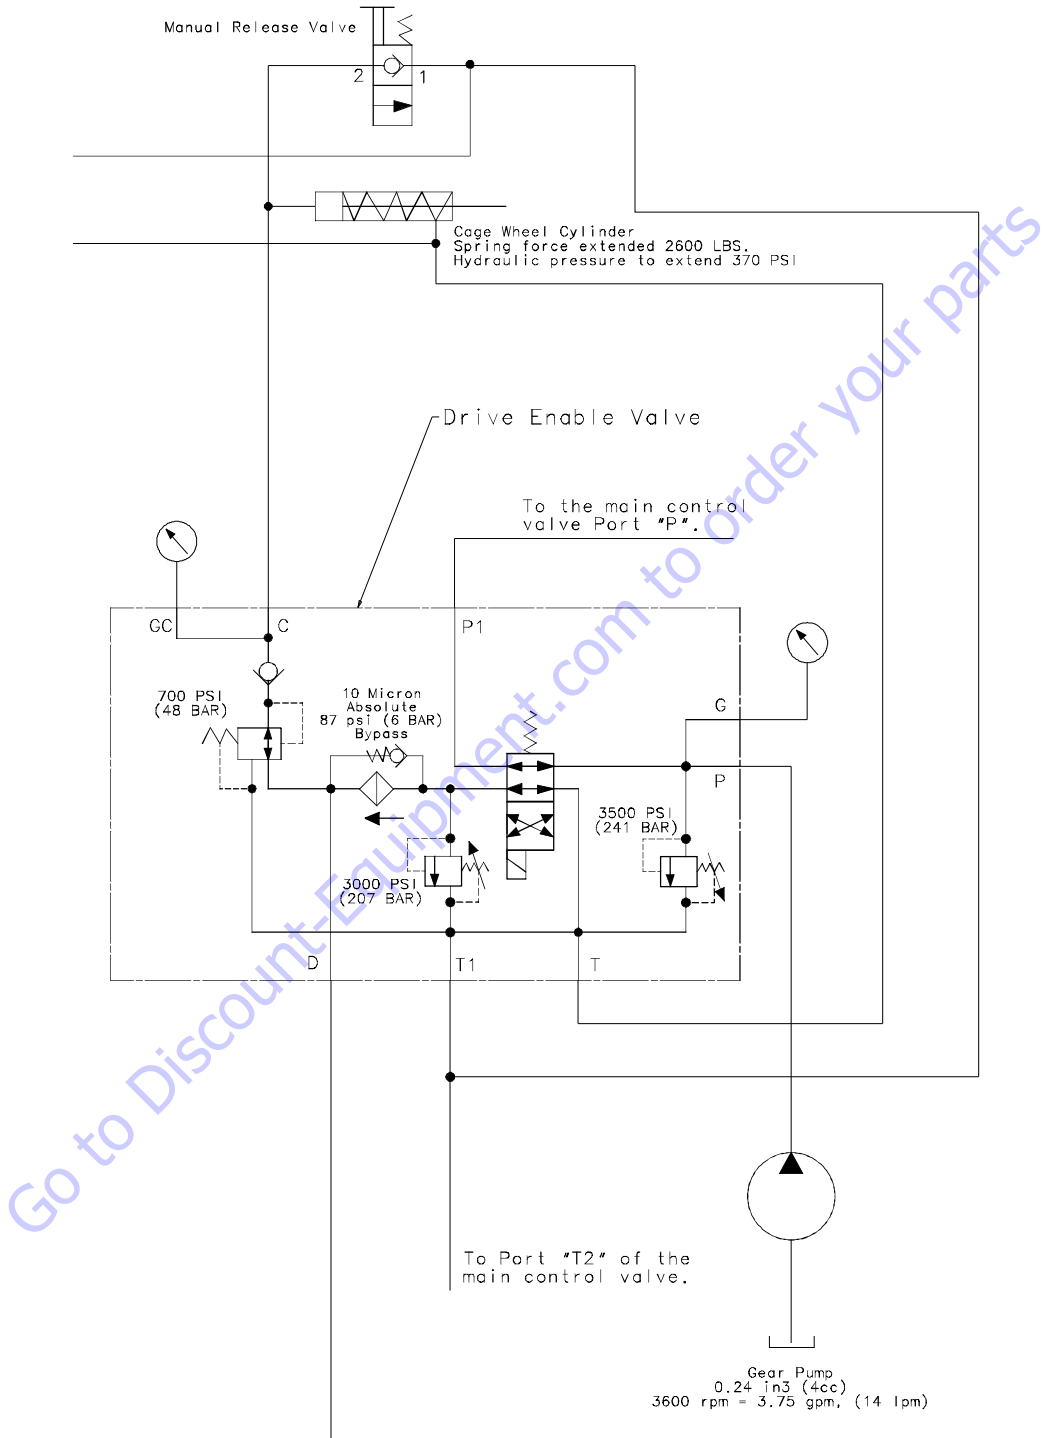 Manual Release Valve
2
1
Cage Wheel Cylinder
Spring force extended 2600 LBS.
Hydraulic pressure to extend 370 PSI
Drive Enable Valve
To the main control
valve Port "P".
GC
C
P1
700 PSI
(48 BAR)
10 Micron
Absolute
87 psi (6 BAR)
Bypass
G
P
3500 PSI
(241 BAR)
3000 PSI
(207 BAR)
D
T1
T
To Port "T2" of the
main control valve.
Gear Pump
0.24 in3 (4cc)
3600 rpm = 3.75 gpm, (14 lpm)
Go to Discount-Equipment.com to order your parts